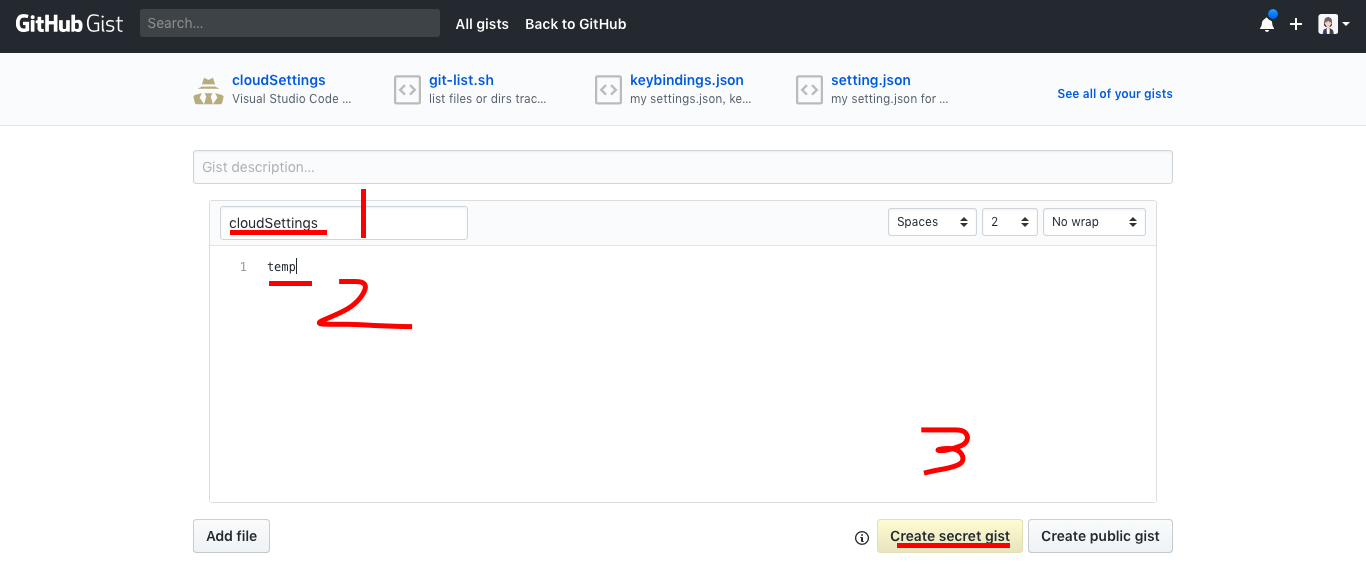 GitHub Gist Search... All gists Back to GitHub
cloudSettings git-list.sh keybindings.json setting.json
Visual Studio Code ... list files or dirs trac... my settings.json, ke... my setting.json for ...
See all of your gists
Gist description...
1
cloudSettings Spaces 2 No wrap
1 temp
2
3
Add file Create secret gist Create public gist